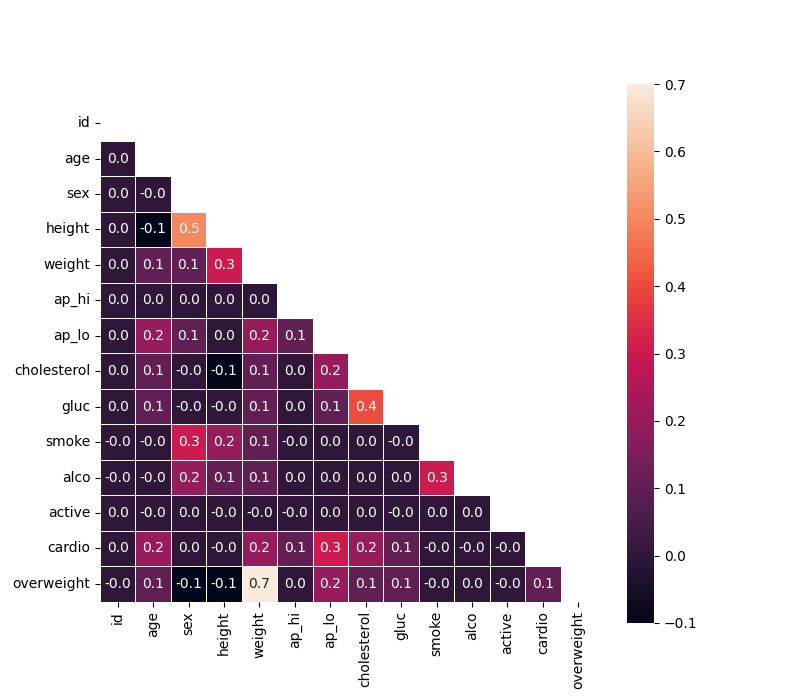 0.7
id
age 0.0
0.6
sex 0.0 -0.0
height 0.0 -0.1 0.5
0.5
weight 0.0 0.1 0.1 0.3
ap_hi 0.0 0.0 0.0 0.0 0.0
0.4
ap_lo 0.0 0.2 0.1 0.0 0.2 0.1
0.3
cholesterol 0.0 0.1 -0.0 -0.1 0.1 0.0 0.2
gluc 0.0 0.1 -0.0 -0.0 0.1 0.0 0.1 0.4
0.2
smoke -0.0 -0.0 0.3 0.2 0.1 -0.0 0.0 0.0 -0.0
alco -0.0 -0.0 0.2 0.1 0.1 0.0 0.0 0.0 0.0 0.3
0.1
active 0.0 -0.0 0.0 -0.0 -0.0 -0.0 0.0 0.0 -0.0 0.0 0.0
cardio 0.0 0.2 0.0 -0.0 0.2 0.1 0.3 0.2 0.1 -0.0 -0.0 -0.0
0.0
overweight -0.0 0.1 -0.1 -0.1 0.7 0.0 0.2 0.1 0.1 -0.0 0.0 -0.0 0.1
−0.1
id age sex height weight ap_hi ap_lo cholesterol gluc smoke alco active cardio overweight